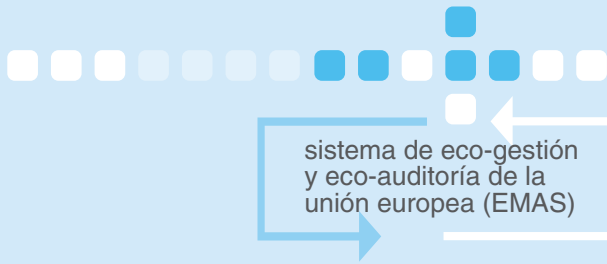 sistema de eco-gestión
y eco-auditoría de la
unión europea (EMAS)